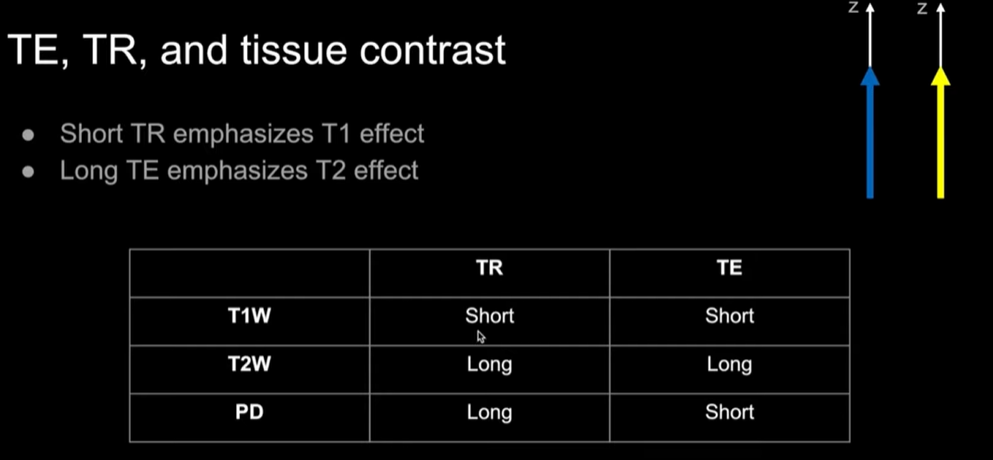 Z Z
TE, TR, and tissue contrast
● Short TR emphasizes T1 effect
● Long TE emphasizes T2 effect
TR TE
T1W Short Short
T2W Long Long
PD Long Short